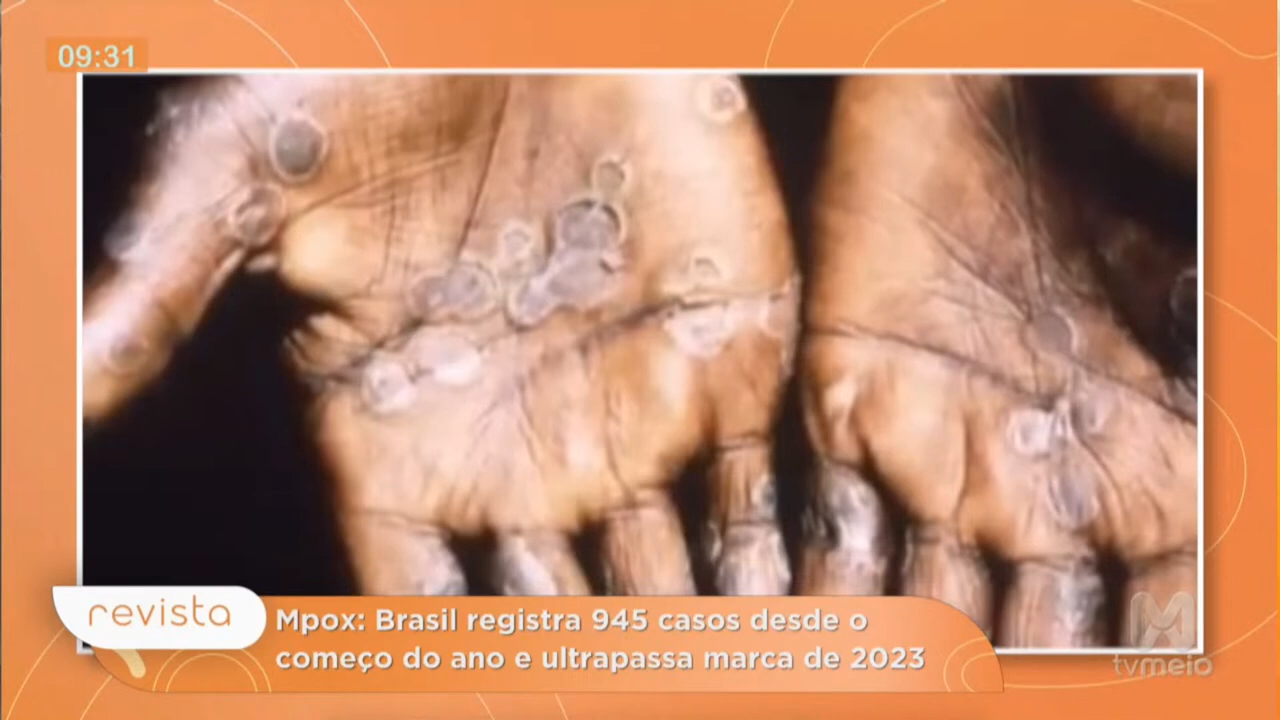 09:31
revista
Mpox: Brasil registra 945 casos desde o
começo do ano e ultrapassa marca de 2023
tvmeio